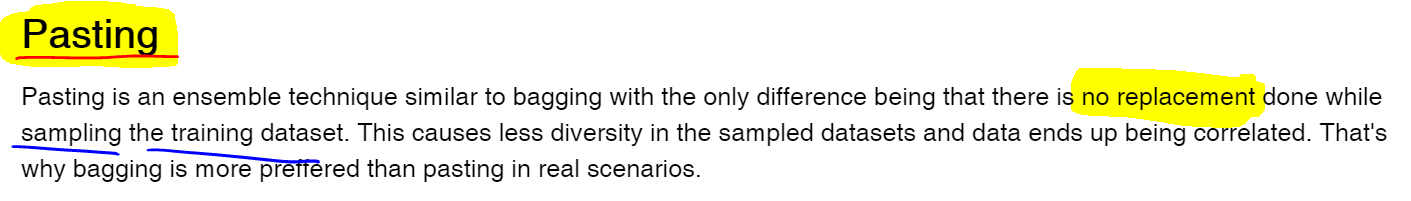 Pasting
Pasting is an ensemble technique similar to bagging with the only difference being that there is no replacement done while
sampling the training dataset. This causes less diversity in the sampled datasets and data ends up being correlated. That's
why bagging is more preffered than pasting in real scenarios.